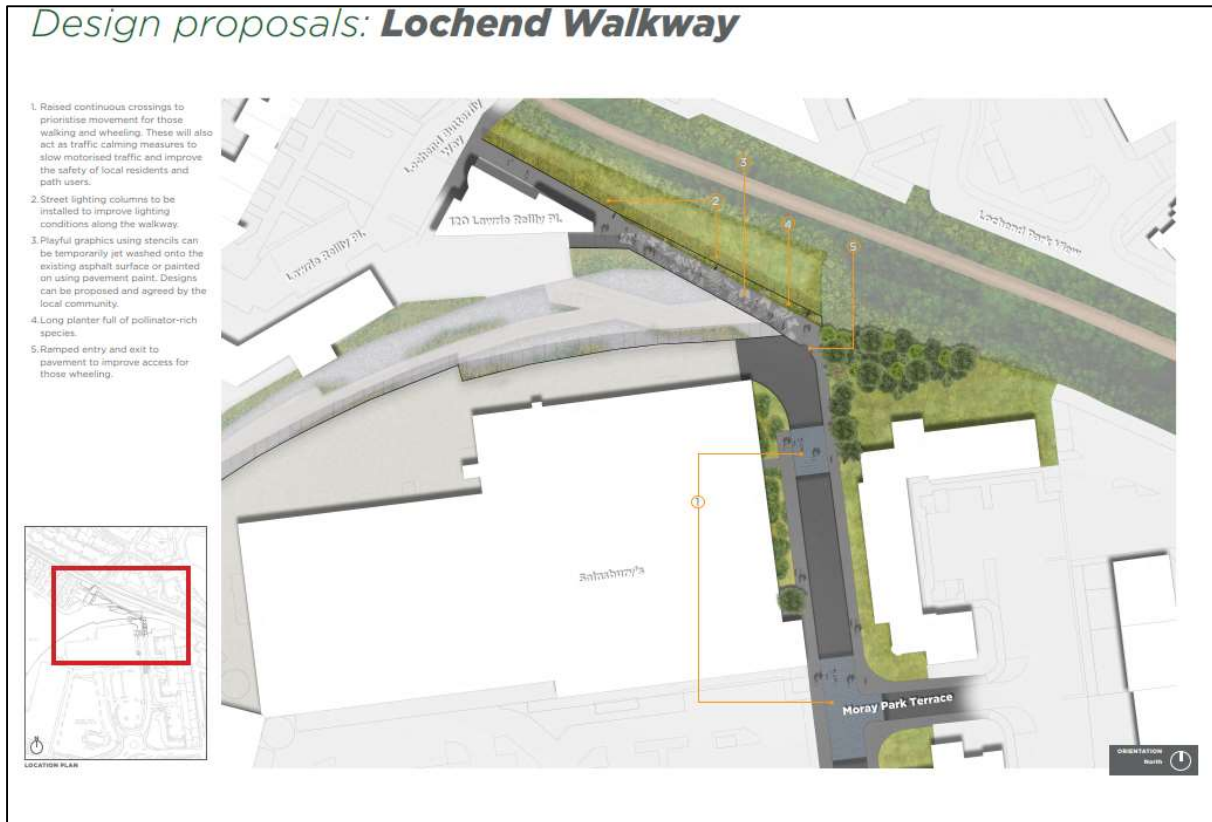 Design proposals: Lochend Walkway
1. Raised continuous crossings to
prioristise movement for those
walking and wheeling. These will also
act as traffic calming measures to
slow motorised traffic and improve
the safety of local residents and
path users.
2. Street lighting columns to be
installed to improve lighting
conditions along the walkway.
3. Playful graphics using stencils can
be temporarily jet washed onto the
existing asphalt surface or painted
on using pavement paint. Designs
can be proposed and agreed by the
local community.
4. Long planter full of pollinator-rich
species.
5. Ramped entry and exit to
pavement to improve access for
those wheeling.
Lochend Butterfly
Way
3
2
4
5
120 Lawrie Reilly Pl.
Lawrie Reilly Pl.
Lochend Park View
1
Sainsbury's
Moray Park Terrace
N
LOCATION PLAN
ORIENTATION
North